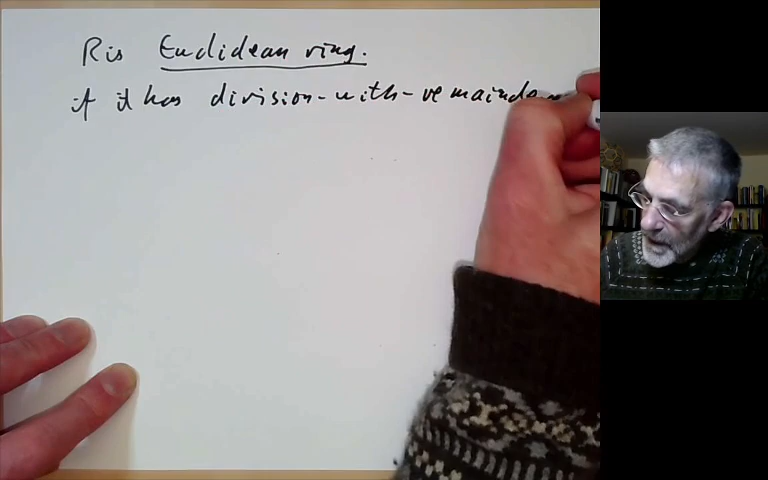 R is Euclidean ring.
if it has division-with-remainder